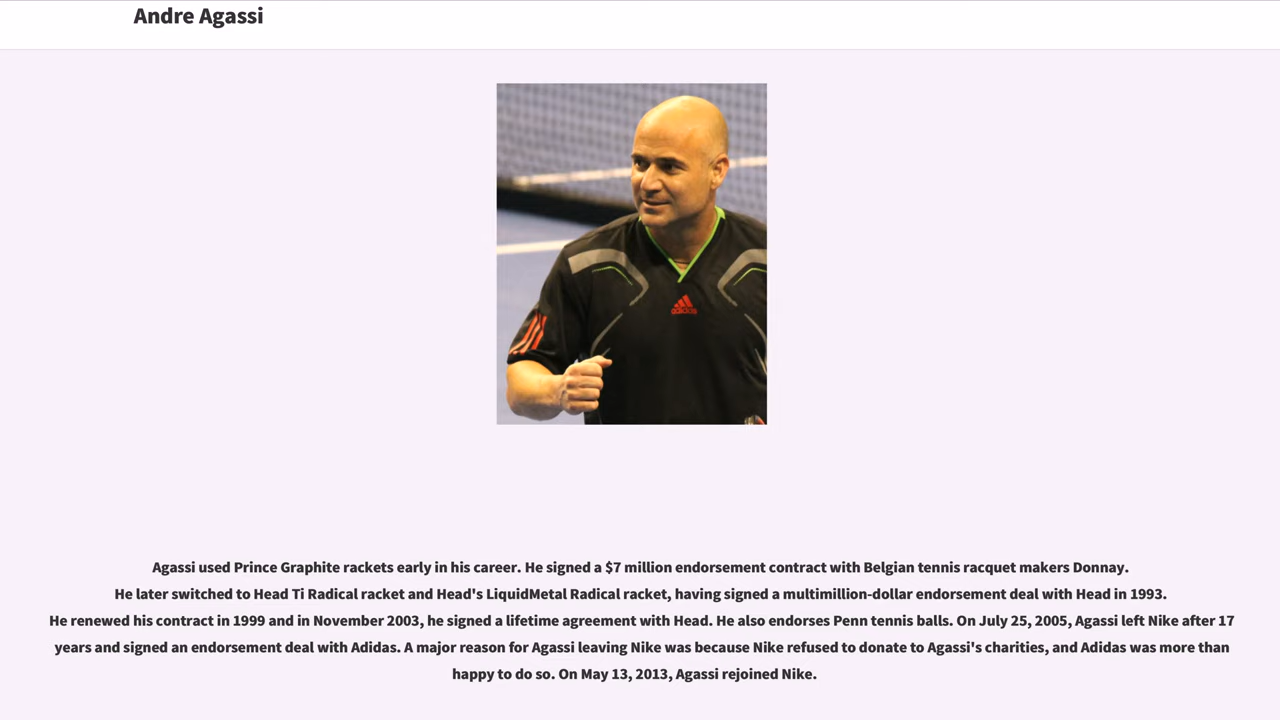 Andre Agassi
adidas
Agassi used Prince Graphite rackets early in his career. He signed a $7 million endorsement contract with Belgian tennis racquet makers Donnay.
He later switched to Head Ti Radical racket and Head's LiquidMetal Radical racket, having signed a multimillion-dollar endorsement deal with Head in 1993.
He renewed his contract in 1999 and in November 2003, he signed a lifetime agreement with Head. He also endorses Penn tennis balls. On July 25, 2005, Agassi left Nike after 17
years and signed an endorsement deal with Adidas. A major reason for Agassi leaving Nike was because Nike refused to donate to Agassi's charities, and Adidas was more than
happy to do so. On May 13, 2013, Agassi rejoined Nike.